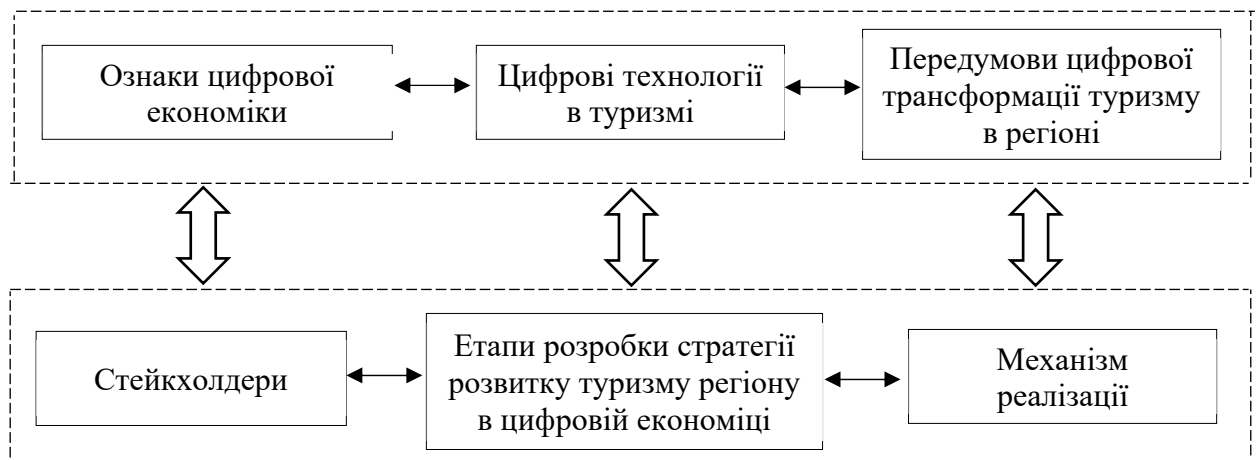 Ознаки цифрової
економіки
Цифрові технології
в туризмі
Передумови цифрової
трансформації туризму
в регіоні
Стейкхолдери
Етапи розробки стратегії
розвитку туризму регіону
в цифровій економіці
Механізм
реалізації